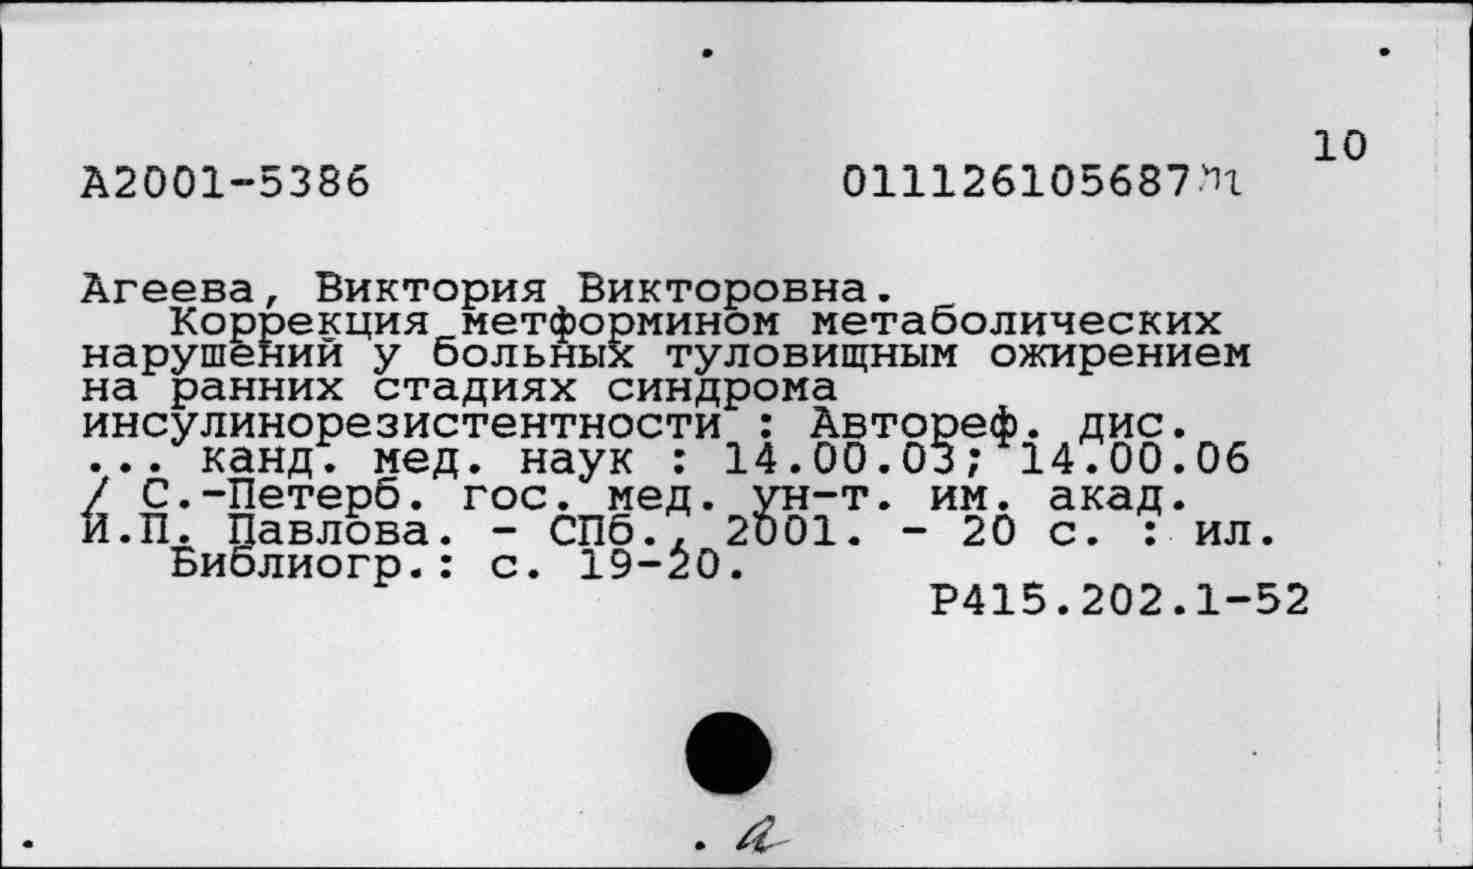 10
А2001-5386 011126105687
Агеева, Виктория Викторовна.
Коррекция метформином метаболических
нарушений у больных туловищным ожирением
на ранних стадиях синдрома
инсулинорезистентности : Автореф. дис.
... канд. мед. наук : 14.00.03; 14.00.06
/ С.-Петерб. гос. мед. ун-т. им. акад.
И.П. Павлова. - СПб., 2001. - 20 с. : ил.
Библиогр.: с. 19-20.
Р415.202.1-52